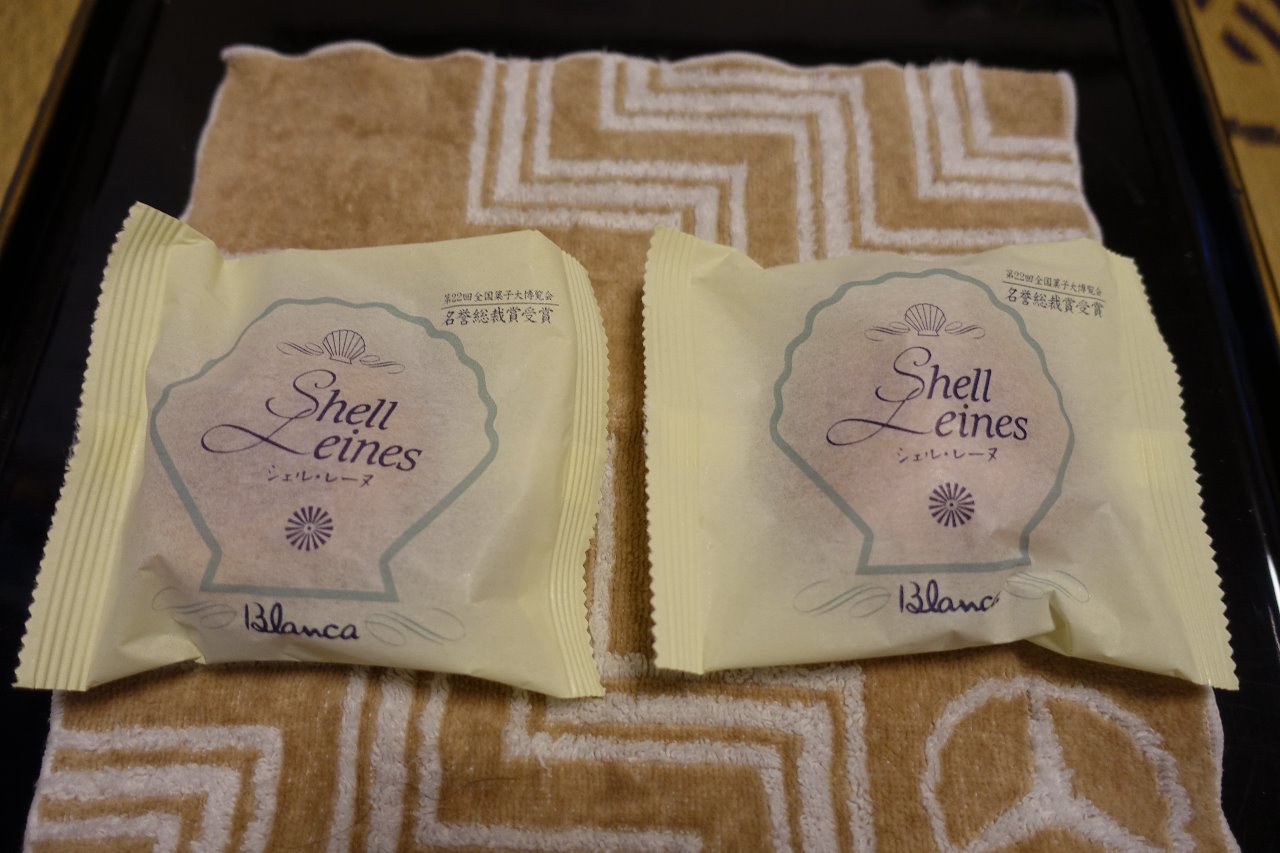 第22回全国菓子大博覧会
名誉総裁賞受賞
Shell
Leines
シェル・レーヌ
Blanca
第22回全国菓子大博覧会
名誉総裁賞受賞
Shell
Leines
シェル・レーヌ
Blanc